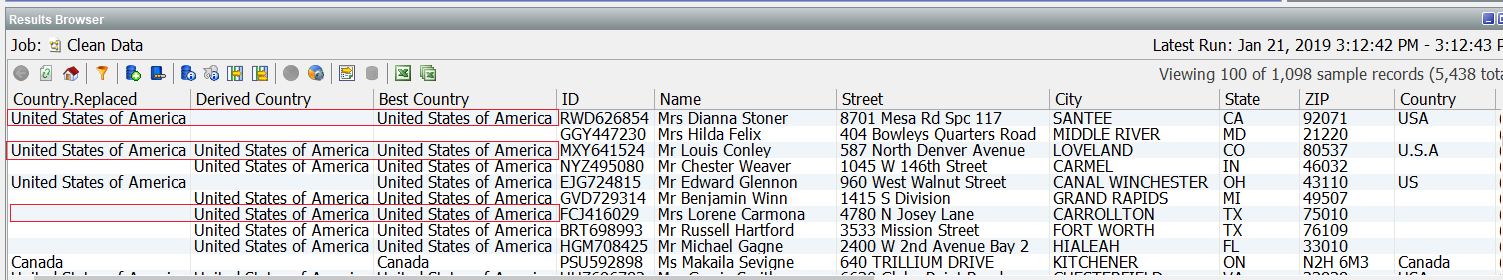 Results Browser
Job: Clean Data Latest Run: Jan 21, 2019 3:12:42 PM - 3:12:43 P
Viewing 100 of 1,098 sample records (5,438 tota
Country.Replaced Derived Country Best Country ID Name Street City State ZIP Country
United States of America United States of America RWD626854 Mrs Dianna Stoner 8701 Mesa Rd Spc 117 SANTEE CA 92071 USA
GGY447230 Mrs Hilda Felix 404 Bowleys Quarters Road MIDDLE RIVER MD 21220
United States of America United States of America United States of America MXY641524 Mr Louis Conley 587 North Denver Avenue LOVELAND CO 80537 U.S.A
United States of America United States of America NYZ495080 Mr Chester Weaver 1045 W 146th Street CARMEL IN 46032
United States of America United States of America EJG724815 Mr Edward Glennon 960 West Walnut Street CANAL WINCHESTER OH 43110 US
United States of America United States of America GVD729314 Mr Benjamin Winn 1415 S Division GRAND RAPIDS MI 49507
United States of America United States of America FCJ416029 Mrs Lorene Carmona 4780 N Josey Lane CARROLLTON TX 75010
United States of America United States of America BRT698993 Mr Russell Hartford 3533 Mission Street FORT WORTH TX 76109
United States of America United States of America HGM708425 Mr Michael Gagne 2400 W 2nd Avenue Bay 2 HIALEAH FL 33010
Canada Canada PSU592898 Ms Makaila Sevigne 640 TRILLIUM DRIVE KITCHENER ON N2H 6M3 Canada